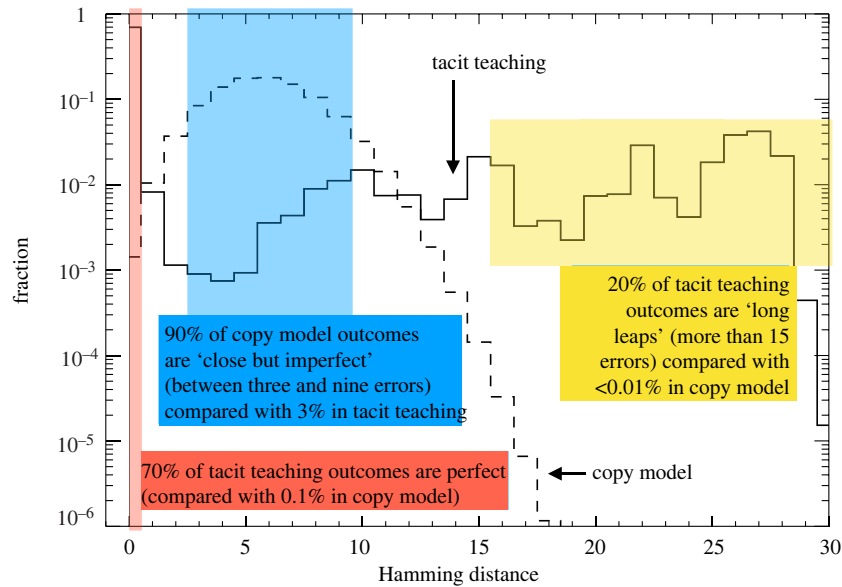 1
10⁻¹
10⁻²
10⁻³
10⁻⁴
10⁻⁵
10⁻⁶
fraction
tacit teaching
20% of tacit teaching
outcomes are ‘long
leaps’ (more than 15
errors) compared with
<0.01% in copy model
90% of copy model outcomes
are ‘close but imperfect’
(between three and nine errors)
compared with 3% in tacit teaching
70% of tacit teaching outcomes are perfect
(compared with 0.1% in copy model)
copy model
0 5 10 15 20 25 30
Hamming distance